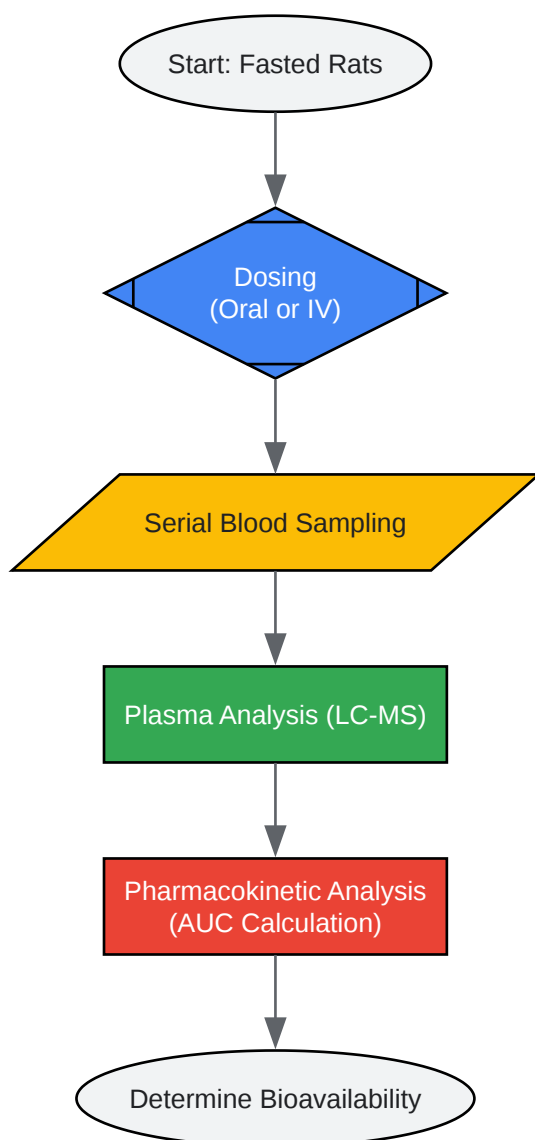 Start: Fasted Rats
Dosing
(Oral or IV)
Serial Blood Sampling
Plasma Analysis (LC-MS)
Pharmacokinetic Analysis
(AUC Calculation)
Determine Bioavailability